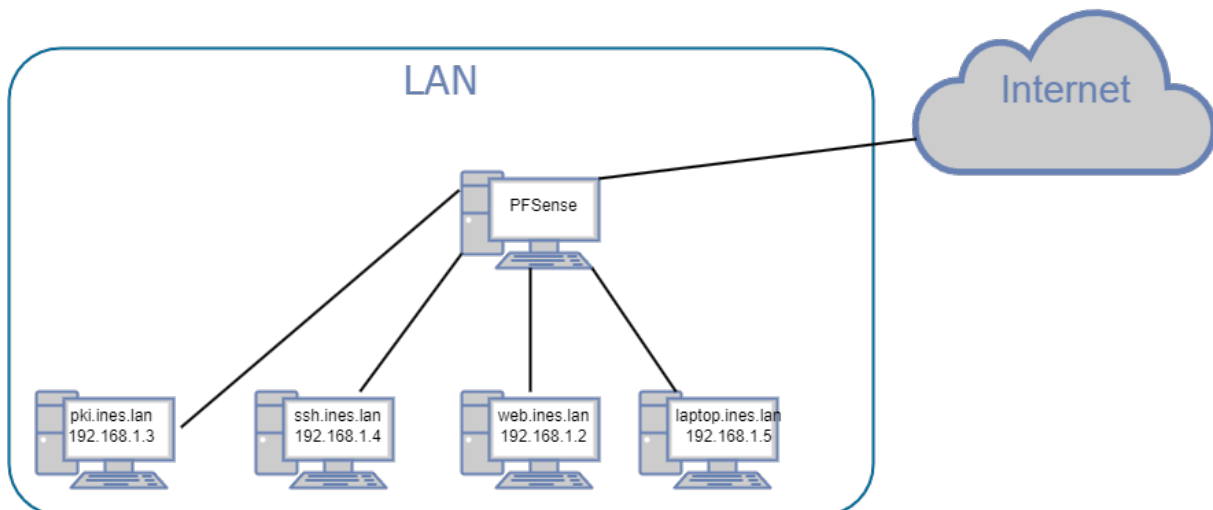 LAN
Internet
PFSense
pki.ines.lan
192.168.1.3
ssh.ines.lan
192.168.1.4
web.ines.lan
192.168.1.2
laptop.ines.lan
192.168.1.5